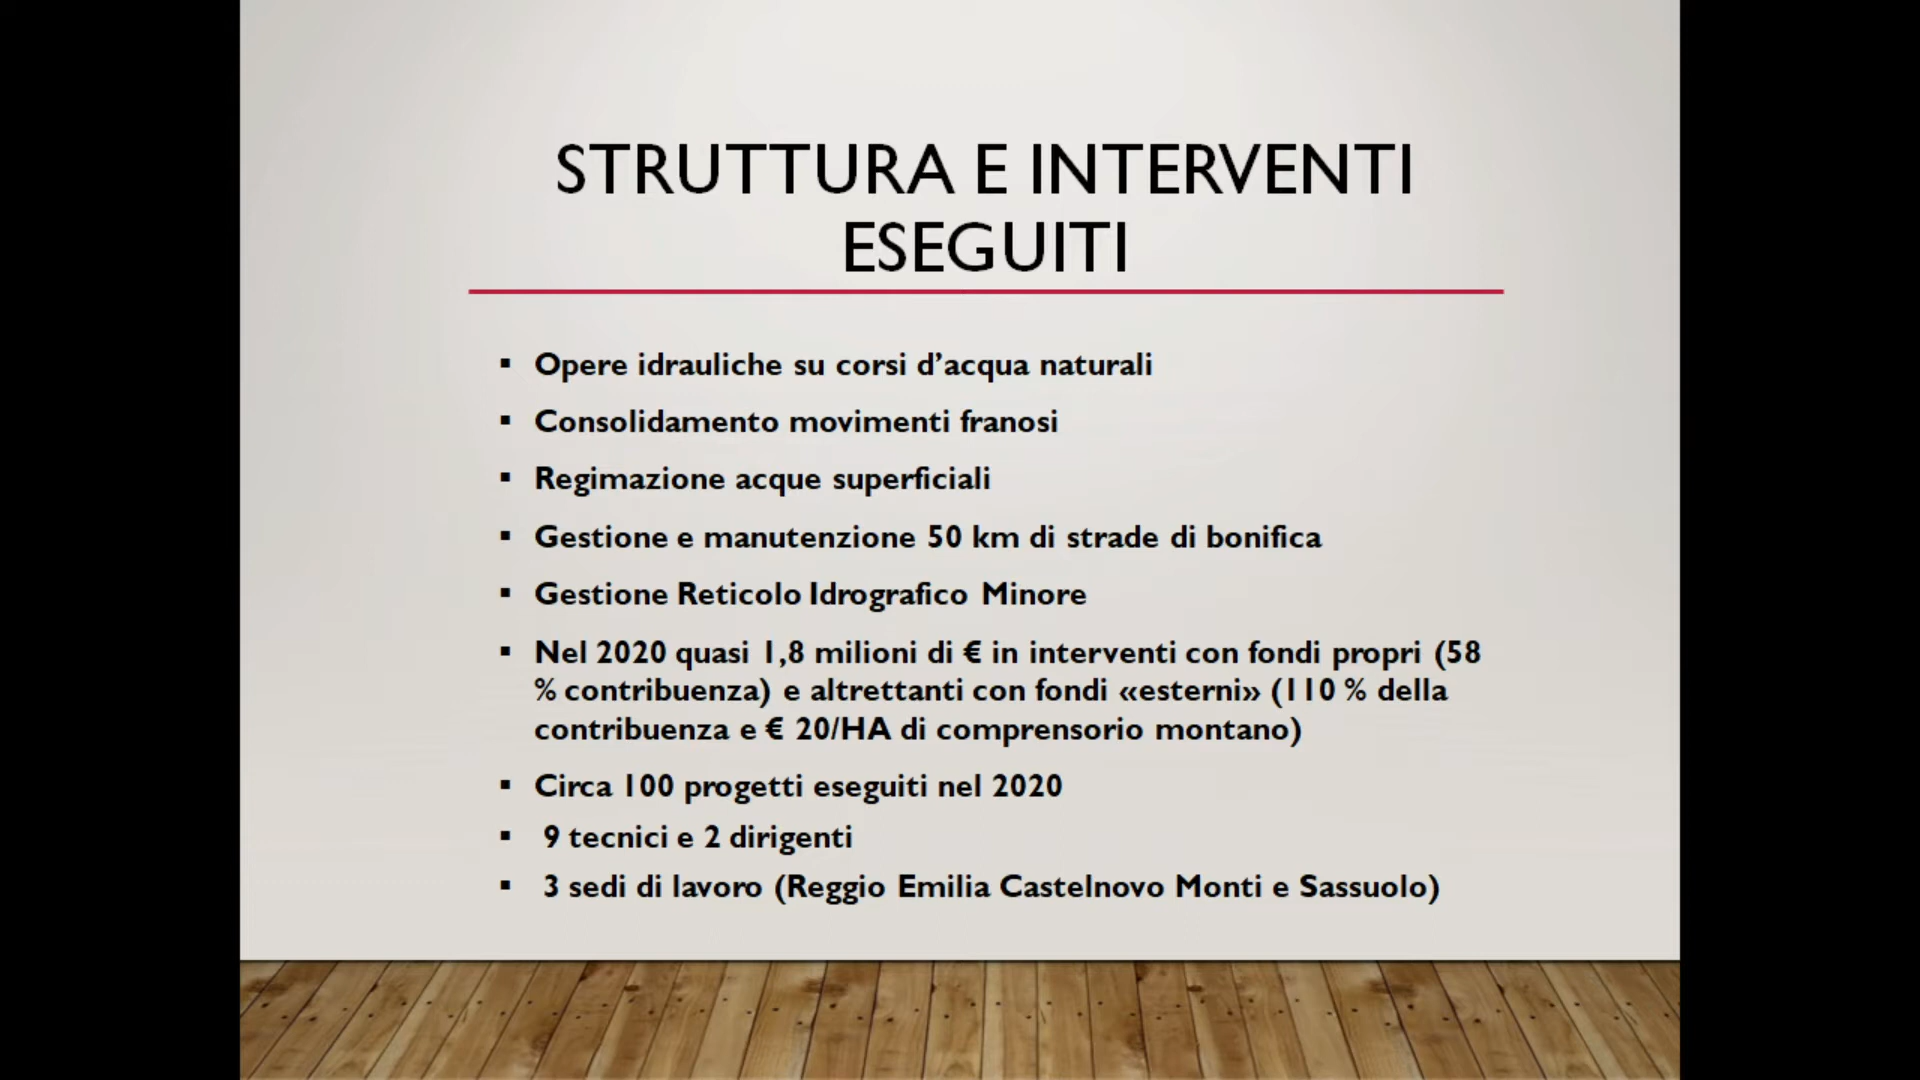 STRUTTURA E INTERVENTI
ESEGUITI
▪ Opere idrauliche su corsi d’acqua naturali
▪ Consolidamento movimenti franosi
▪ Regimazione acque superficiali
▪ Gestione e manutenzione 50 km di strade di bonifica
▪ Gestione Reticolo Idrografico Minore
▪ Nel 2020 quasi 1,8 milioni di € in interventi con fondi propri (58
% contribuenza) e altrettanti con fondi «esterni» (110 % della
contribuenza e € 20/HA di comprensorio montano)
▪ Circa 100 progetti eseguiti nel 2020
▪ 9 tecnici e 2 dirigenti
▪ 3 sedi di lavoro (Reggio Emilia Castelnovo Monti e Sassuolo)